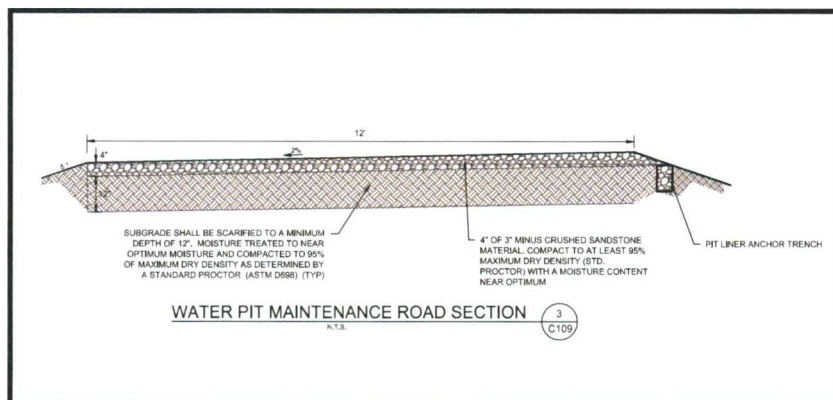 12'
2%
4"
12"
SUBGRADE SHALL BE SCARIFIED TO A MINIMUM
DEPTH OF 12", MOISTURE TREATED TO NEAR
OPTIMUM MOISTURE AND COMPACTED TO 95%
OF MAXIMUM DRY DENSITY AS DETERMINED BY
A STANDARD PROCTOR (ASTM D698) (TYP)
4" OF 3" MINUS CRUSHED SANDSTONE
MATERIAL, COMPACT TO AT LEAST 95%
MAXIMUM DRY DENSITY (STD.
PROCTOR) WITH A MOISTURE CONTENT
NEAR OPTIMUM
PIT LINER ANCHOR TRENCH
WATER PIT MAINTENANCE ROAD SECTION
N.T.S.
3
C109